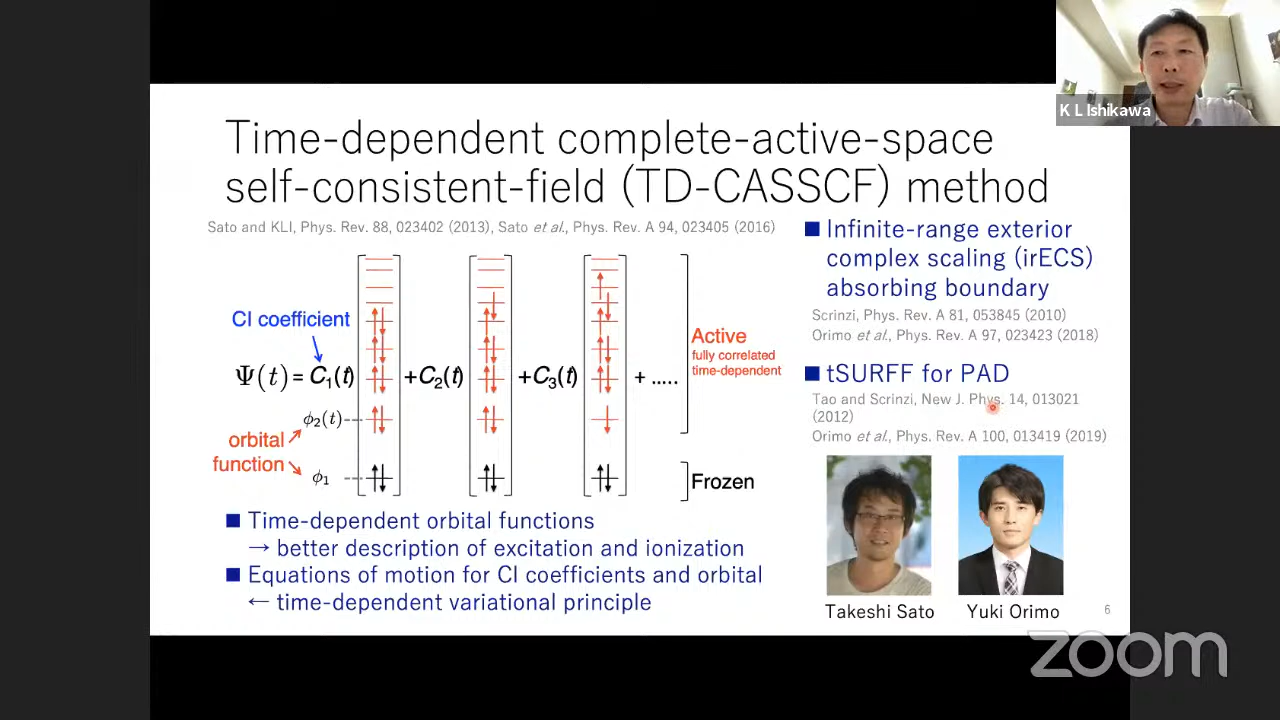 K L Ishikawa
Time-dependent complete-active-space
self-consistent-field (TD-CASSCF) method
Sato and KLI, Phys. Rev. 88, 023402 (2013), Sato et al., Phys. Rev. A 94, 023405 (2016)
CI coefficient
Ψ(t) = C₁(t)
+C₂(t)
+C₃(t)
+ .....
ϕ₂(t)
orbital
function
ϕ₁
Active
fully correlated
time-dependent
Frozen
■ Time-dependent orbital functions
→ better description of excitation and ionization
■ Equations of motion for CI coefficients and orbital
← time-dependent variational principle
■ Infinite-range exterior
complex scaling (irECS)
absorbing boundary
Scrinzi, Phys. Rev. A 81, 053845 (2010)
Orimo et al., Phys. Rev. A 97, 023423 (2018)
■ tSURFF for PAD
Tao and Scrinzi, New J. Phys. 14, 013021
(2012)
Orimo et al., Phys. Rev. A 100, 013419 (2019)
Takeshi Sato
Yuki Orimo
6
zoom